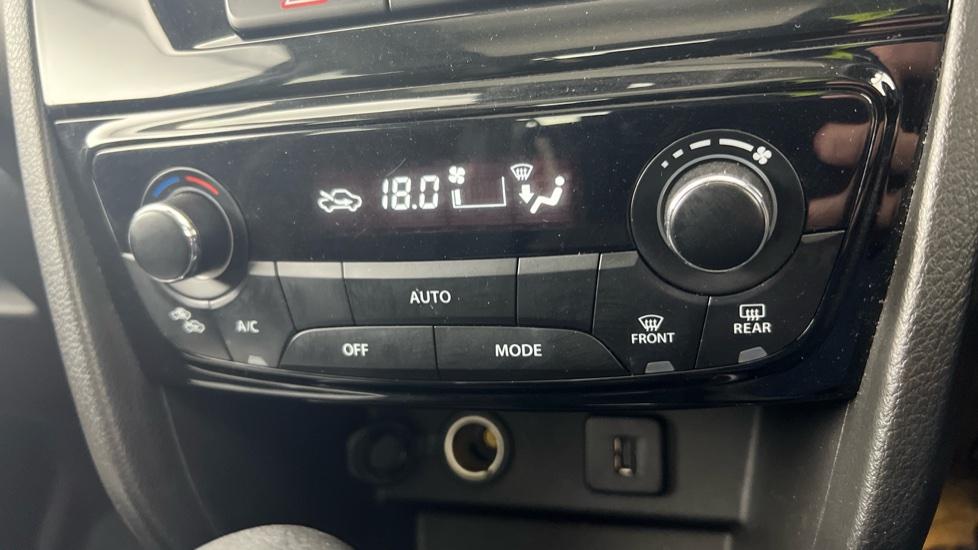 18.0
AUTO
A/C
OFF
MODE
FRONT
REAR